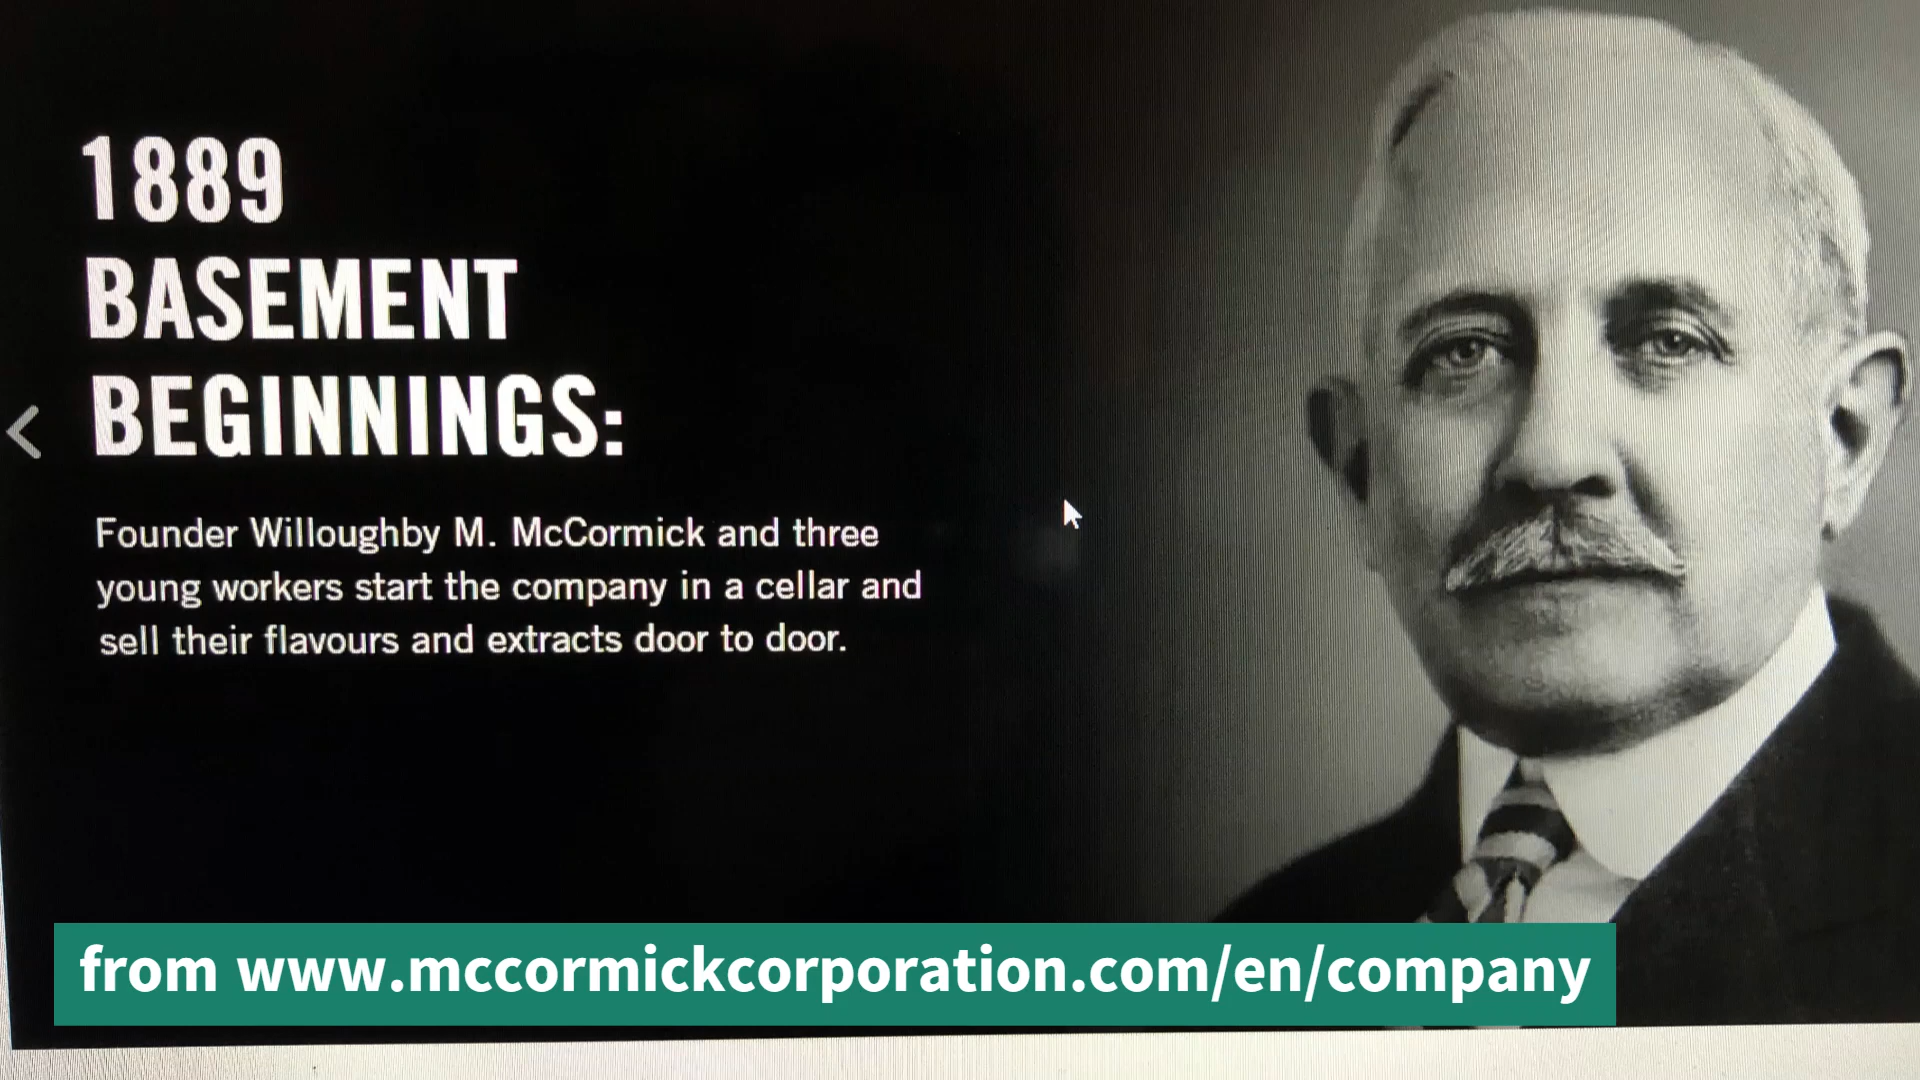 1889
BASEMENT
BEGINNINGS:
Founder Willoughby M. McCormick and three
young workers start the company in a cellar and
sell their flavours and extracts door to door.
from www.mccormickcorporation.com/en/company